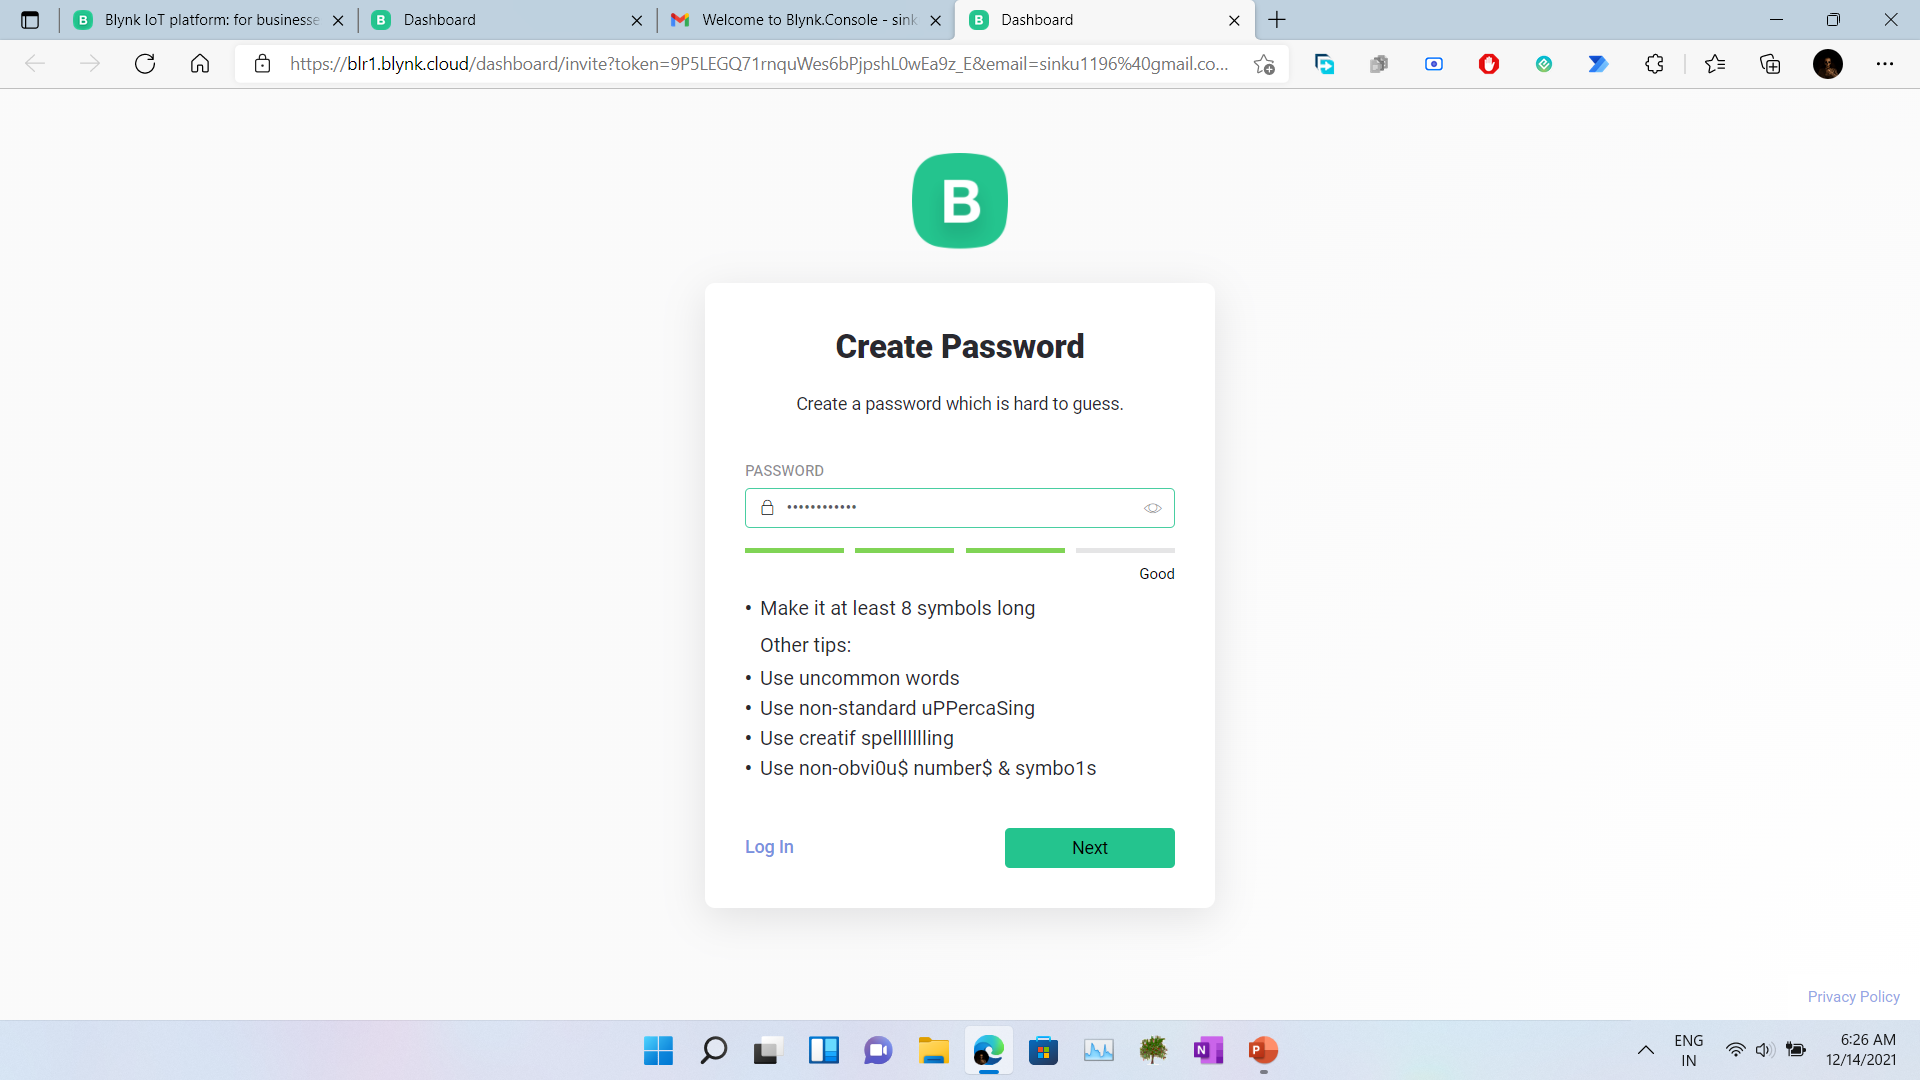 Blynk IoT platform: for businesse
Dashboard
Welcome to Blynk.Console - sink
Dashboard
https://blr1.blynk.cloud/dashboard/invite?token=9P5LEGQ71rnquWes6bPjpshL0wEa9z_E&email=sinku1196%40gmail.co...
B
Create Password
Create a password which is hard to guess.
PASSWORD
••••••••••••
Good
• Make it at least 8 symbols long
Other tips:
• Use uncommon words
• Use non-standard uPPercaSing
• Use creatif spelllllllling
• Use non-obvi0u$ number$ & symbo1s
Log In
Next
Privacy Policy
ENG
IN
6:26 AM
12/14/2021